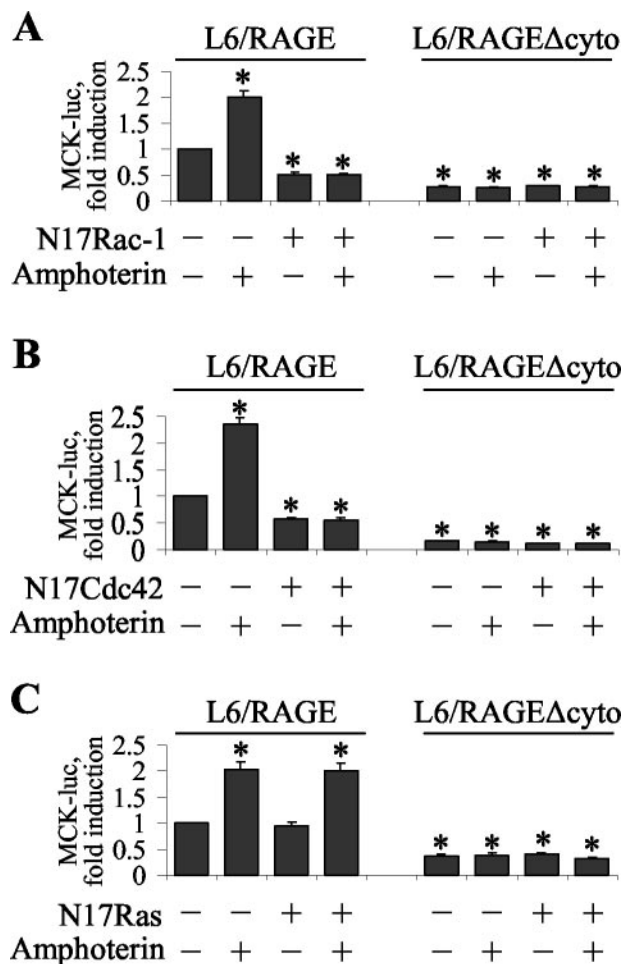 A
L6/RAGE L6/RAGEΔcyto
MCK-luc, fold induction
2.5
2
1.5
1
0.5
0
* * * * * * *
N17Rac-1 − − + + − − + +
Amphoterin − + − + − + − +
B
L6/RAGE L6/RAGEΔcyto
MCK-luc, fold induction
2.5
2
1.5
1
0.5
0
* * * * * * *
N17Cdc42 − − + + − − + +
Amphoterin − + − + − + − +
C
L6/RAGE L6/RAGEΔcyto
MCK-luc, fold induction
2.5
2
1.5
1
0.5
0
* * * * * *
N17Ras − − + + − − + +
Amphoterin − + − + − + − +